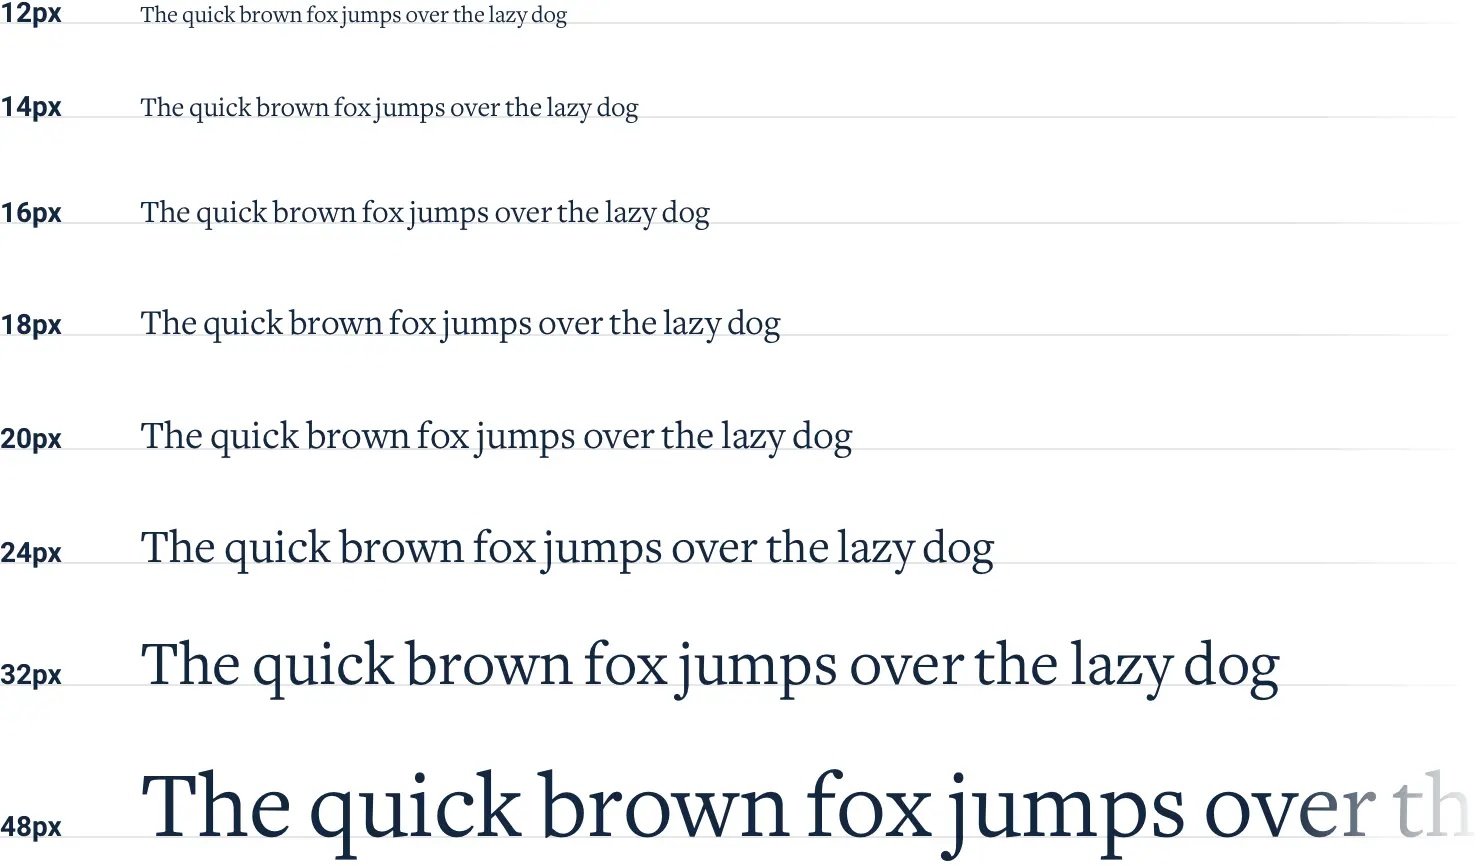 12px The quick brown fox jumps over the lazy dog
14px The quick brown fox jumps over the lazy dog
16px The quick brown fox jumps over the lazy dog
18px The quick brown fox jumps over the lazy dog
20px The quick brown fox jumps over the lazy dog
24px The quick brown fox jumps over the lazy dog
32px The quick brown fox jumps over the lazy dog
48px The quick brown fox jumps over th